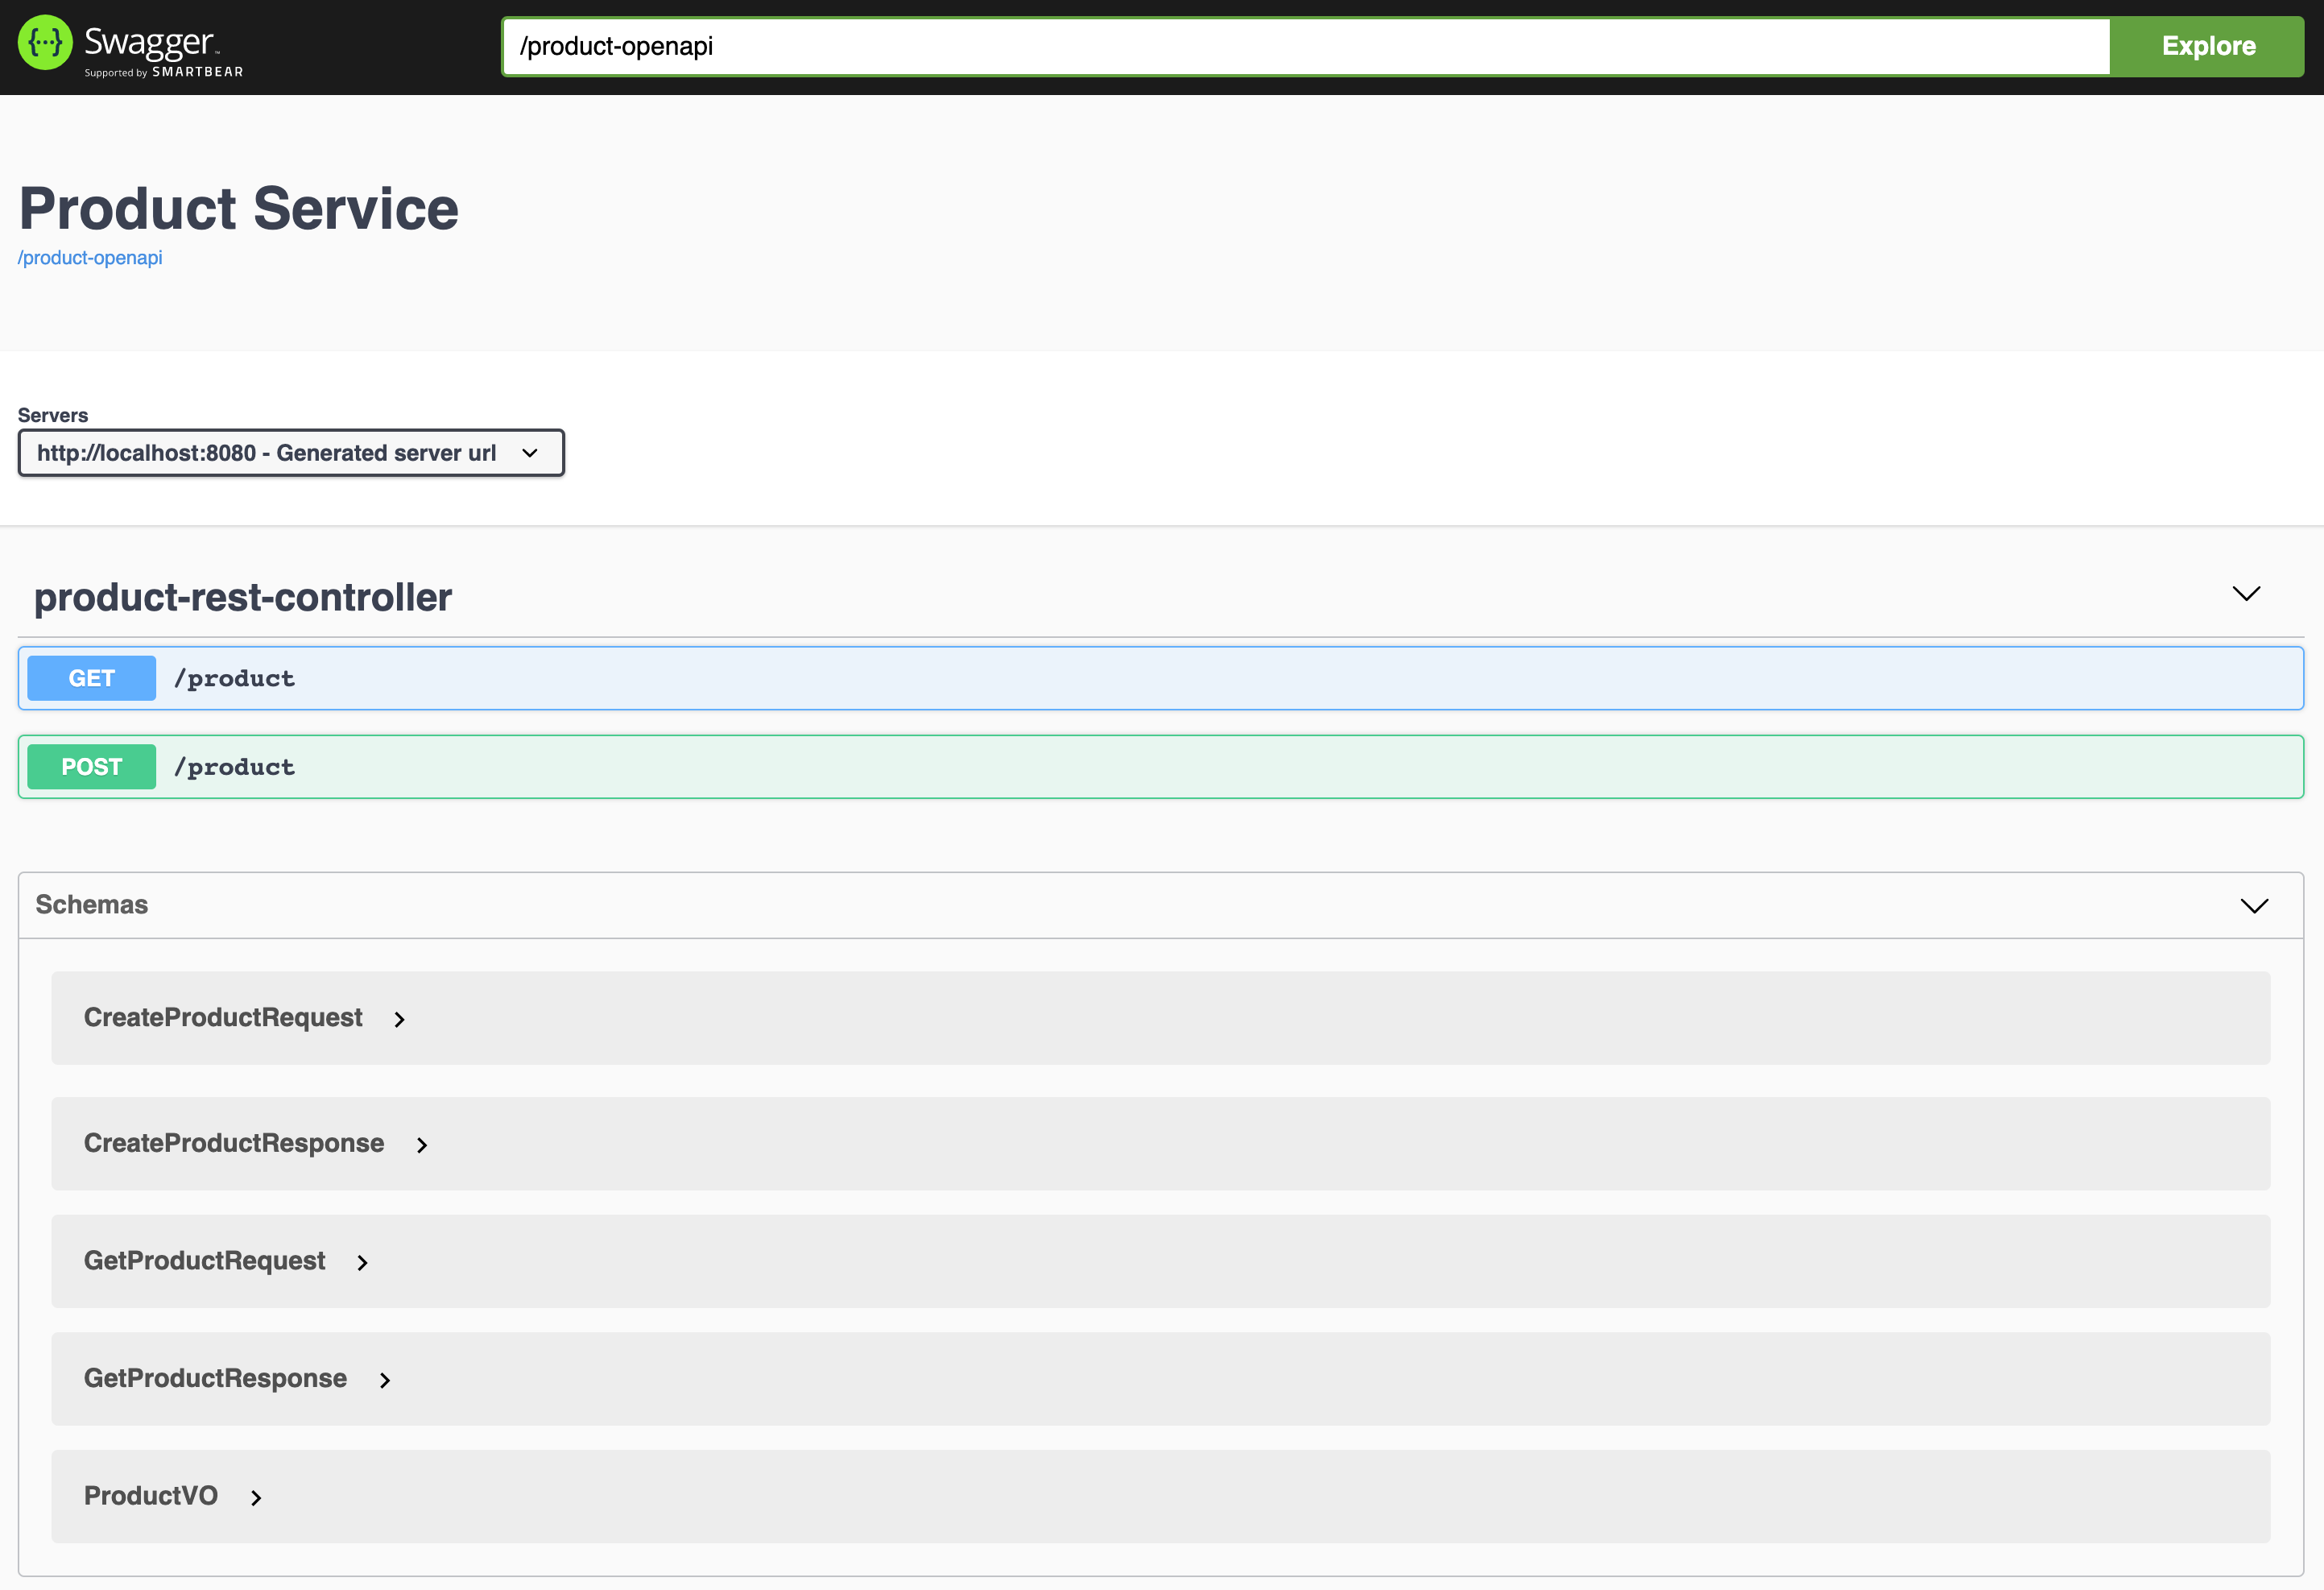 {···} Swagger™
Supported by SMARTBEAR
/product-openapi
Explore
Product Service
/product-openapi
Servers
http://localhost:8080 - Generated server url
product-rest-controller
GET /product
POST /product
Schemas
CreateProductRequest
CreateProductResponse
GetProductRequest
GetProductResponse
ProductVO